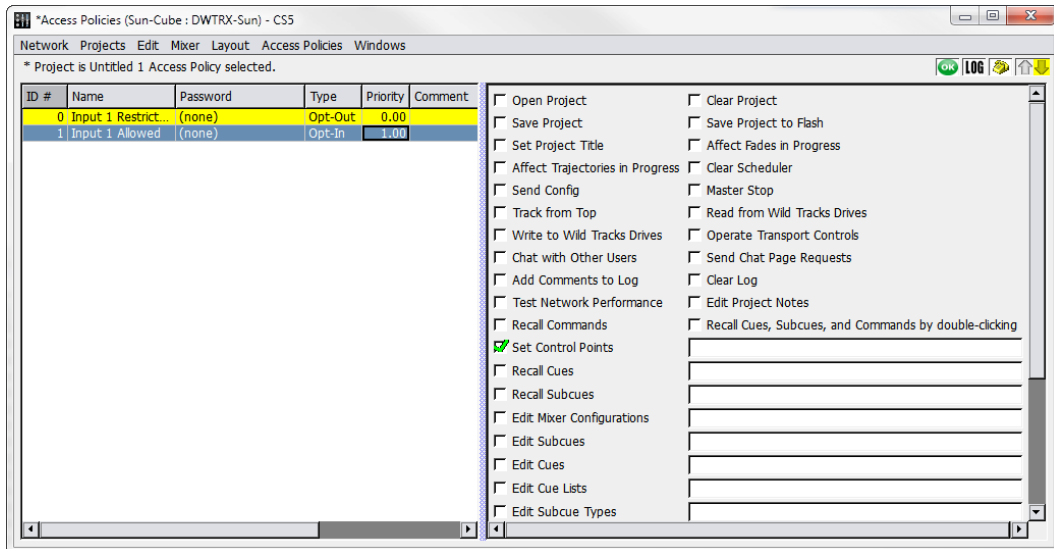 *Access Policies (Sun-Cube : DWTRX-Sun) - CS5
Network Projects Edit Mixer Layout Access Policies Windows
* Project is Untitled 1 Access Policy selected.
OK LOG
ID # Name Password Type Priority Comment
0 Input 1 Restrict... (none) Opt-Out 0.00
1 Input 1 Allowed (none) Opt-In 1.00
Open Project Clear Project
Save Project Save Project to Flash
Set Project Title Affect Fades in Progress
Affect Trajectories in Progress Clear Scheduler
Send Config Master Stop
Track from Top Read from Wild Tracks Drives
Write to Wild Tracks Drives Operate Transport Controls
Chat with Other Users Send Chat Page Requests
Add Comments to Log Clear Log
Test Network Performance Edit Project Notes
Recall Commands Recall Cues, Subcues, and Commands by double-clicking
Set Control Points
Recall Cues
Recall Subcues
Edit Mixer Configurations
Edit Subcues
Edit Cues
Edit Cue Lists
Edit Subcue Types